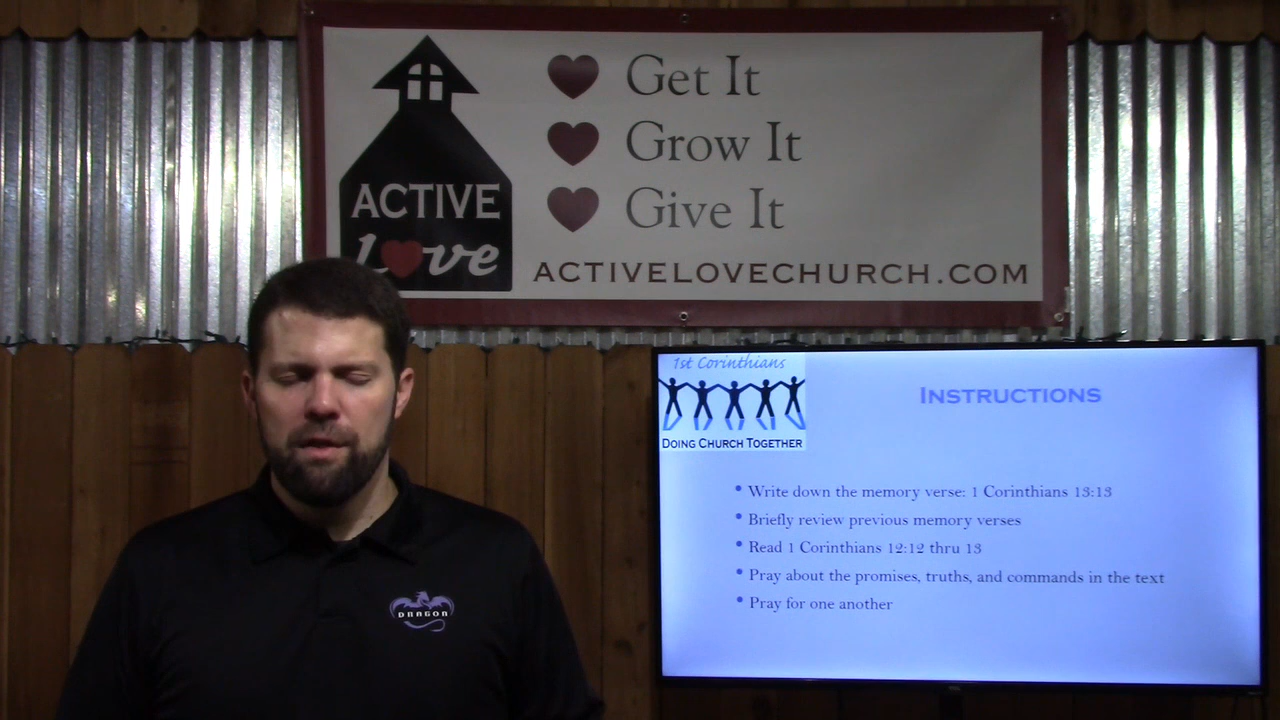 Get It
Grow It
Give It
ACTIVE
Love
ACTIVELOVECHURCH.COM
1st Corinthians
DOING CHURCH TOGETHER
INSTRUCTIONS
• Write down the memory verse: 1 Corinthians 13:13
• Briefly review previous memory verses
• Read 1 Corinthians 12:12 thru 13
• Pray about the promises, truths, and commands in the text
• Pray for one another
DRAGON